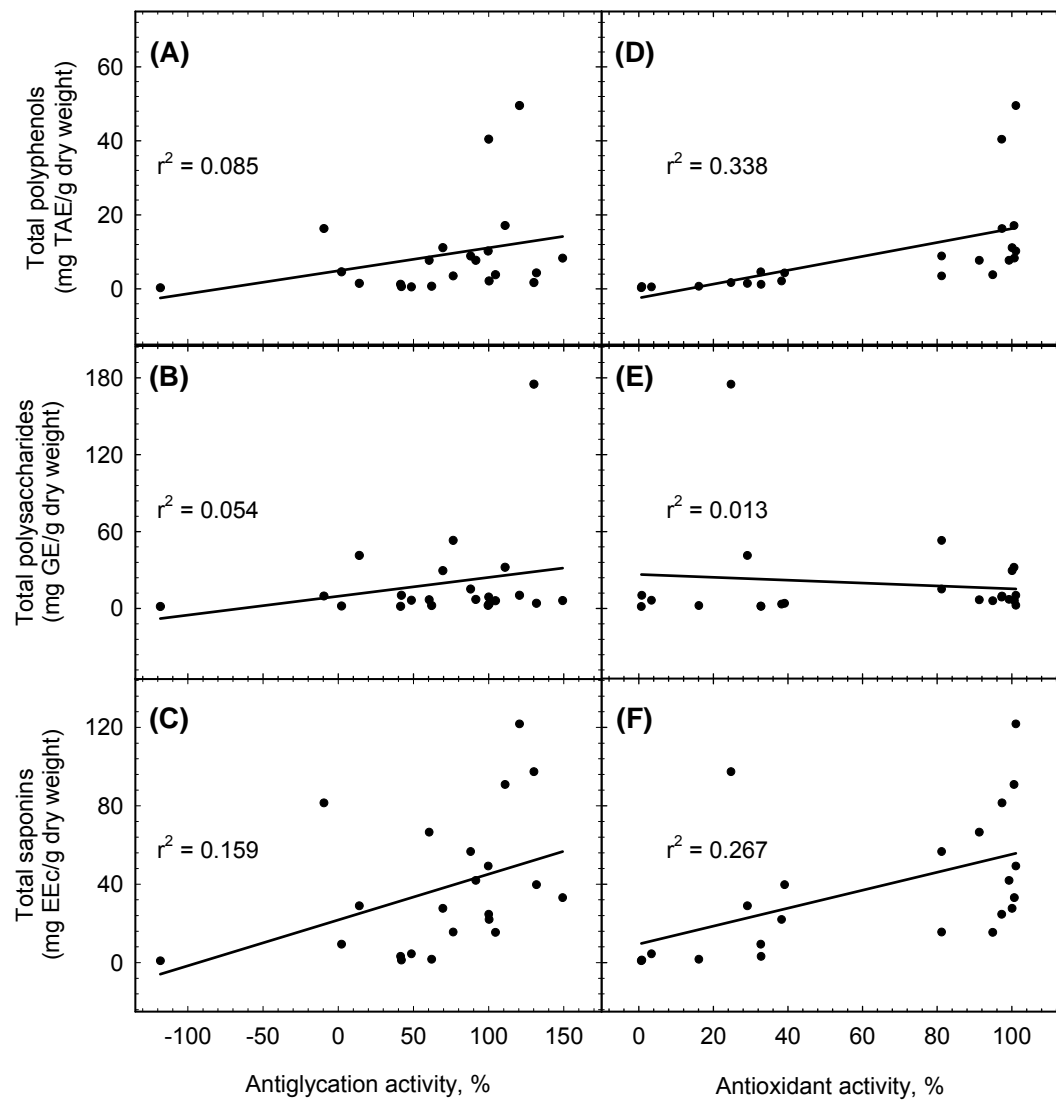 (A)
(D)
60
40
20
0
Total polyphenols
(mg TAE/g dry weight)
r² = 0.085
r² = 0.338
(B)
(E)
180
120
60
0
Total polysaccharides
(mg GE/g dry weight)
r² = 0.054
r² = 0.013
(C)
(F)
120
80
40
0
Total saponins
(mg EEc/g dry weight)
r² = 0.159
r² = 0.267
-100 -50 0 50 100 150
0 20 40 60 80 100
Antiglycation activity, %
Antioxidant activity, %